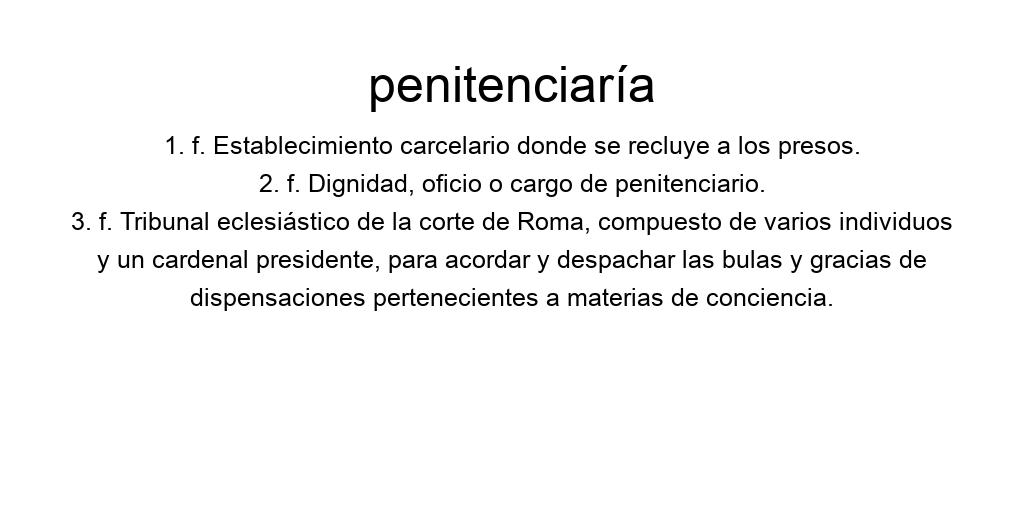 penitenciaría
1. f. Establecimiento carcelario donde se recluye a los presos.
2. f. Dignidad, oficio o cargo de penitenciario.
3. f. Tribunal eclesiástico de la corte de Roma, compuesto de varios individuos
y un cardenal presidente, para acordar y despachar las bulas y gracias de
dispensaciones pertenecientes a materias de conciencia.